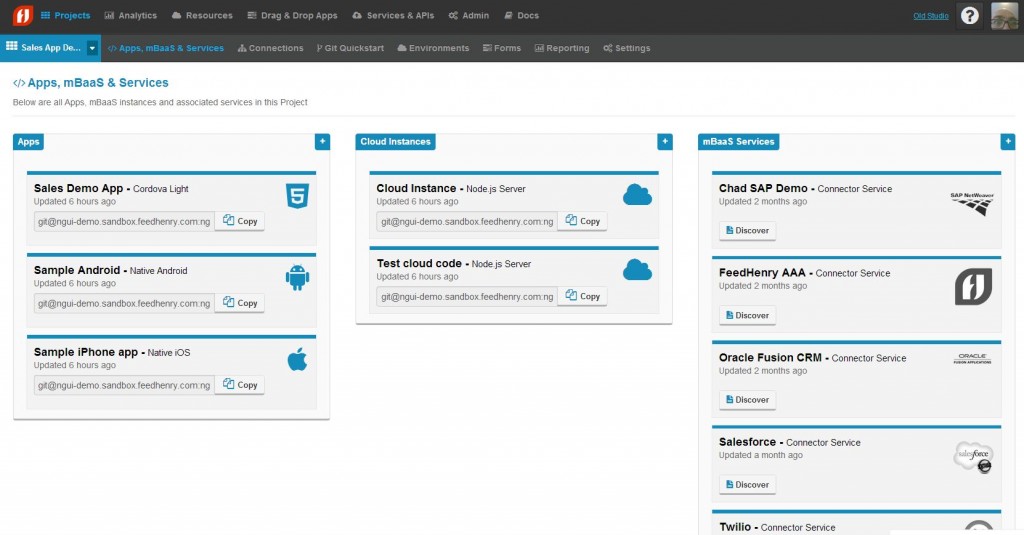 Projects Analytics Resources Drag & Drop Apps Services & APIs Admin Docs Old Studio ?
Sales App De... </> Apps, mBaaS & Services Connections Git Quickstart Environments Forms Reporting Settings
</> Apps, mBaaS & Services
Below are all Apps, mBaaS instances and associated services in this Project
Apps +
Sales Demo App - Cordova Light
Updated 6 hours ago
git@ngui-demo.sandbox.feedhenry.com:ng Copy
Sample Android - Native Android
Updated 6 hours ago
git@ngui-demo.sandbox.feedhenry.com:ng Copy
Sample iPhone app - Native iOS
Updated 6 hours ago
git@ngui-demo.sandbox.feedhenry.com:ng Copy
Cloud Instances +
Cloud Instance - Node.js Server
Updated 6 hours ago
git@ngui-demo.sandbox.feedhenry.com:ng Copy
Test cloud code - Node.js Server
Updated 6 hours ago
git@ngui-demo.sandbox.feedhenry.com:ng Copy
mBaaS Services +
Chad SAP Demo - Connector Service
Updated 2 months ago
SAP NetWeaver
Discover
FeedHenry AAA - Connector Service
Updated 2 months ago
Discover
Oracle Fusion CRM - Connector Service
Updated 2 months ago
ORACLE
FUSION APPLICATIONS
Discover
Salesforce - Connector Service
Updated a month ago
salesforce
Discover
Twilio - Connector Service